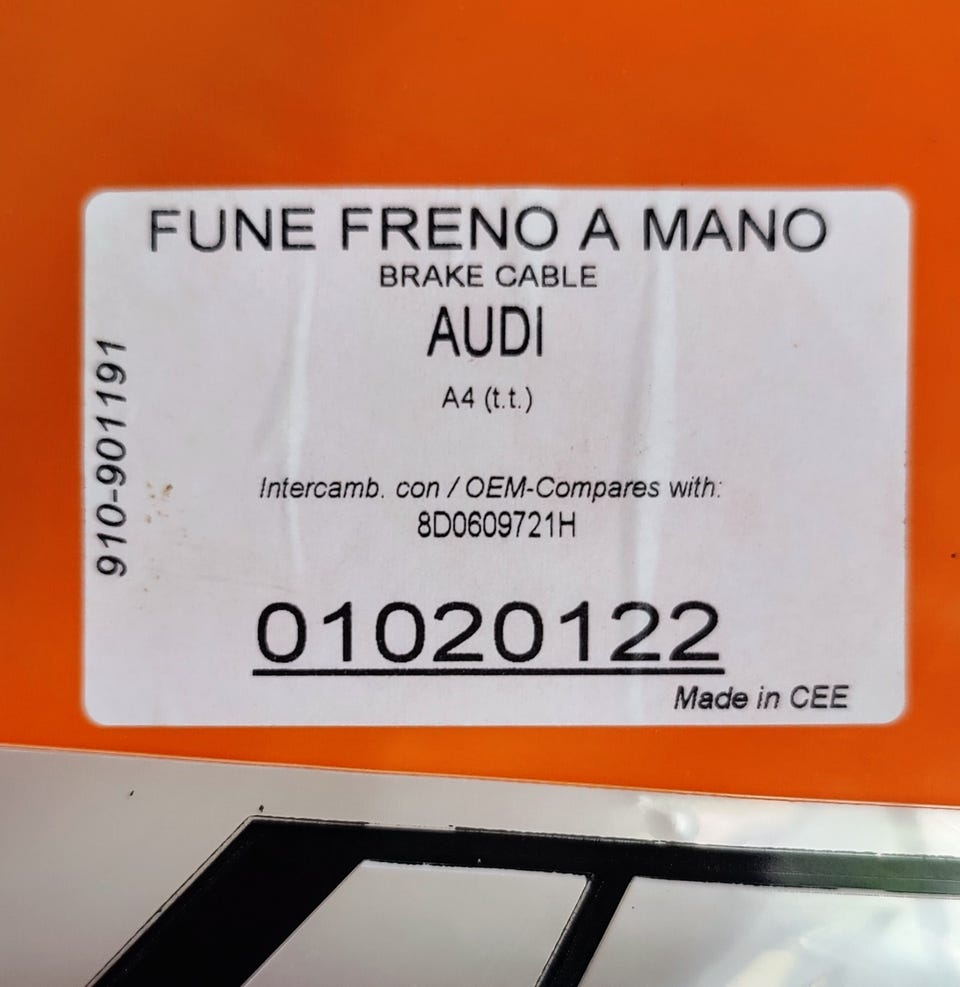 FUNE FRENO A MANO
BRAKE CABLE
AUDI
A4 (t.t.)
Intercamb. con / OEM-Compares with:
8D0609721H
01020122
Made in CEE
910-901191